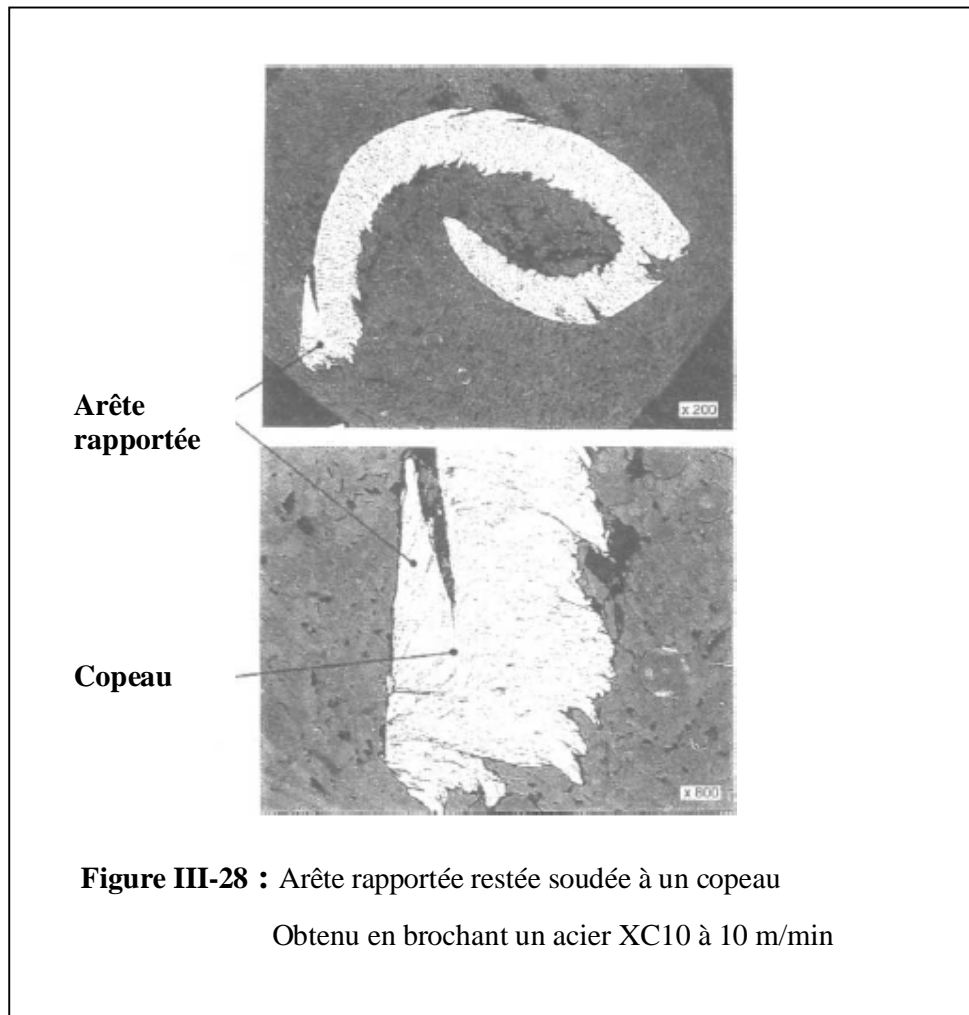 x 200
Arête
rapportée
Copeau
x 800
Figure III-28 : Arête rapportée restée soudée à un copeau
Obtenu en brochant un acier XC10 à 10 m/min